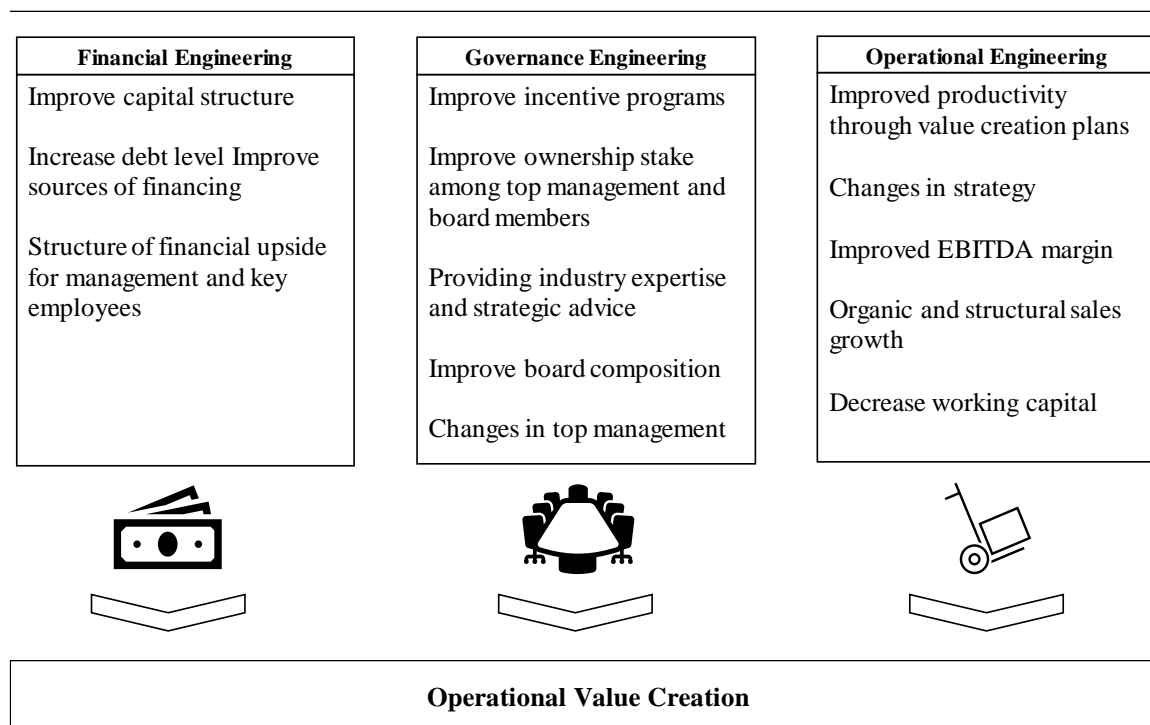 Financial Engineering
Improve capital structure
Increase debt level Improve
sources of financing
Structure of financial upside
for management and key
employees
Governance Engineering
Improve incentive programs
Improve ownership stake
among top management and
board members
Providing industry expertise
and strategic advice
Improve board composition
Changes in top management
Operational Engineering
Improved productivity
through value creation plans
Changes in strategy
Improved EBITDA margin
Organic and structural sales
growth
Decrease working capital
Operational Value Creation